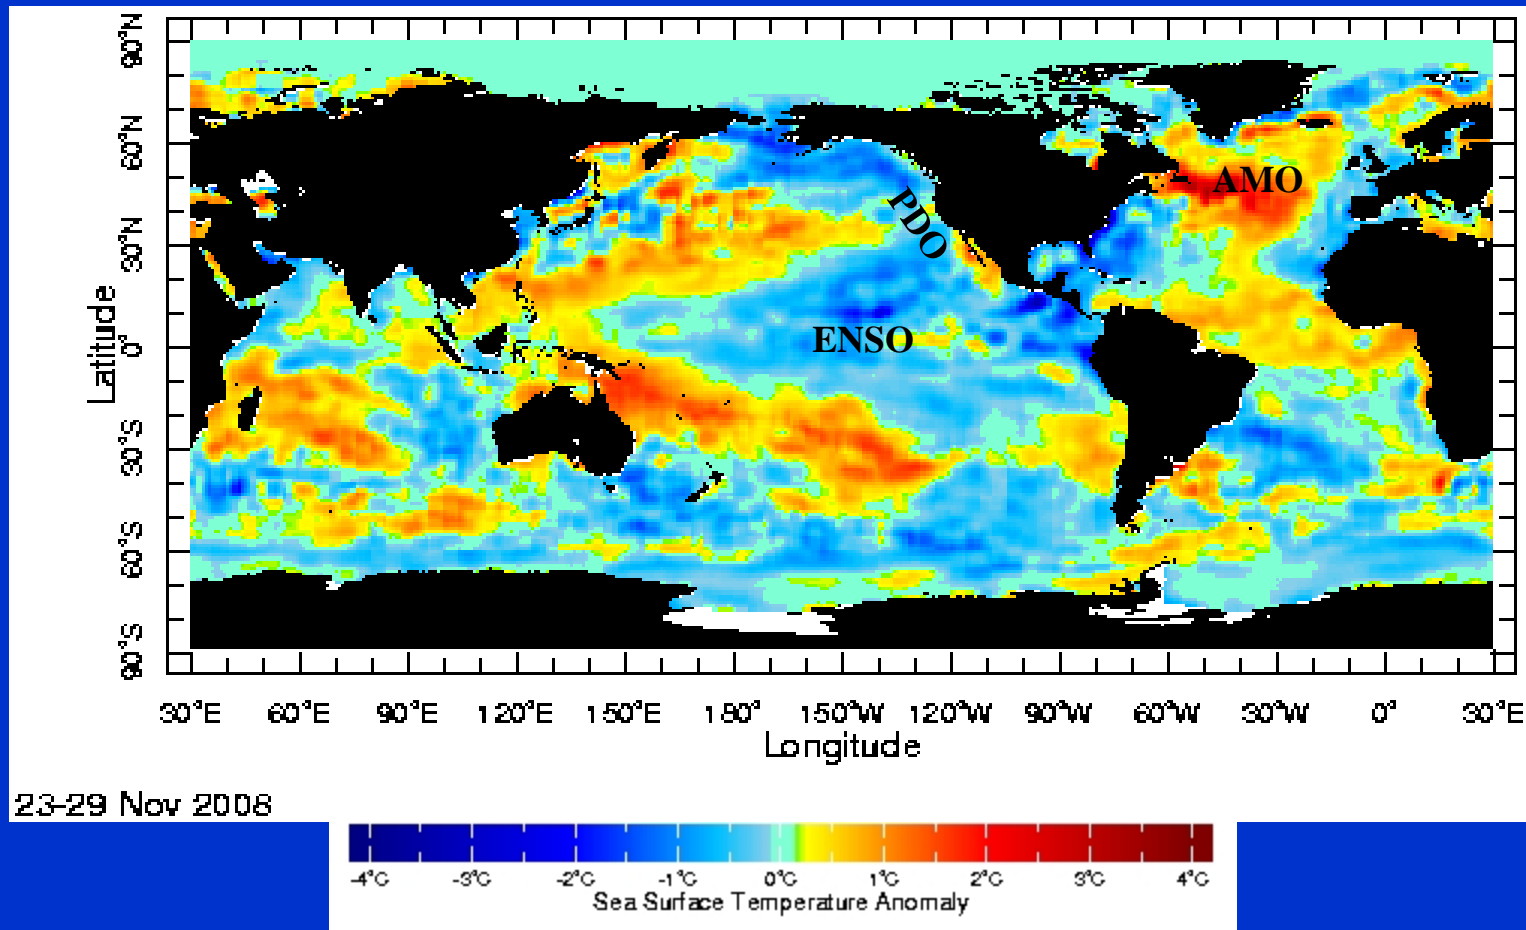 90°N
60°N
30°N
0°
30°S
60°S
90°S
Latitude
AMO
PDO
ENSO
30°E 60°E 90°E 120°E 150°E 180° 150°W 120°W 90°W 60°W 30°W 0° 30°E
Longitude
23-29 Nov 2008
-4°C -3°C -2°C -1°C 0°C 1°C 2°C 3°C 4°C
Sea Surface Temperature Anomaly